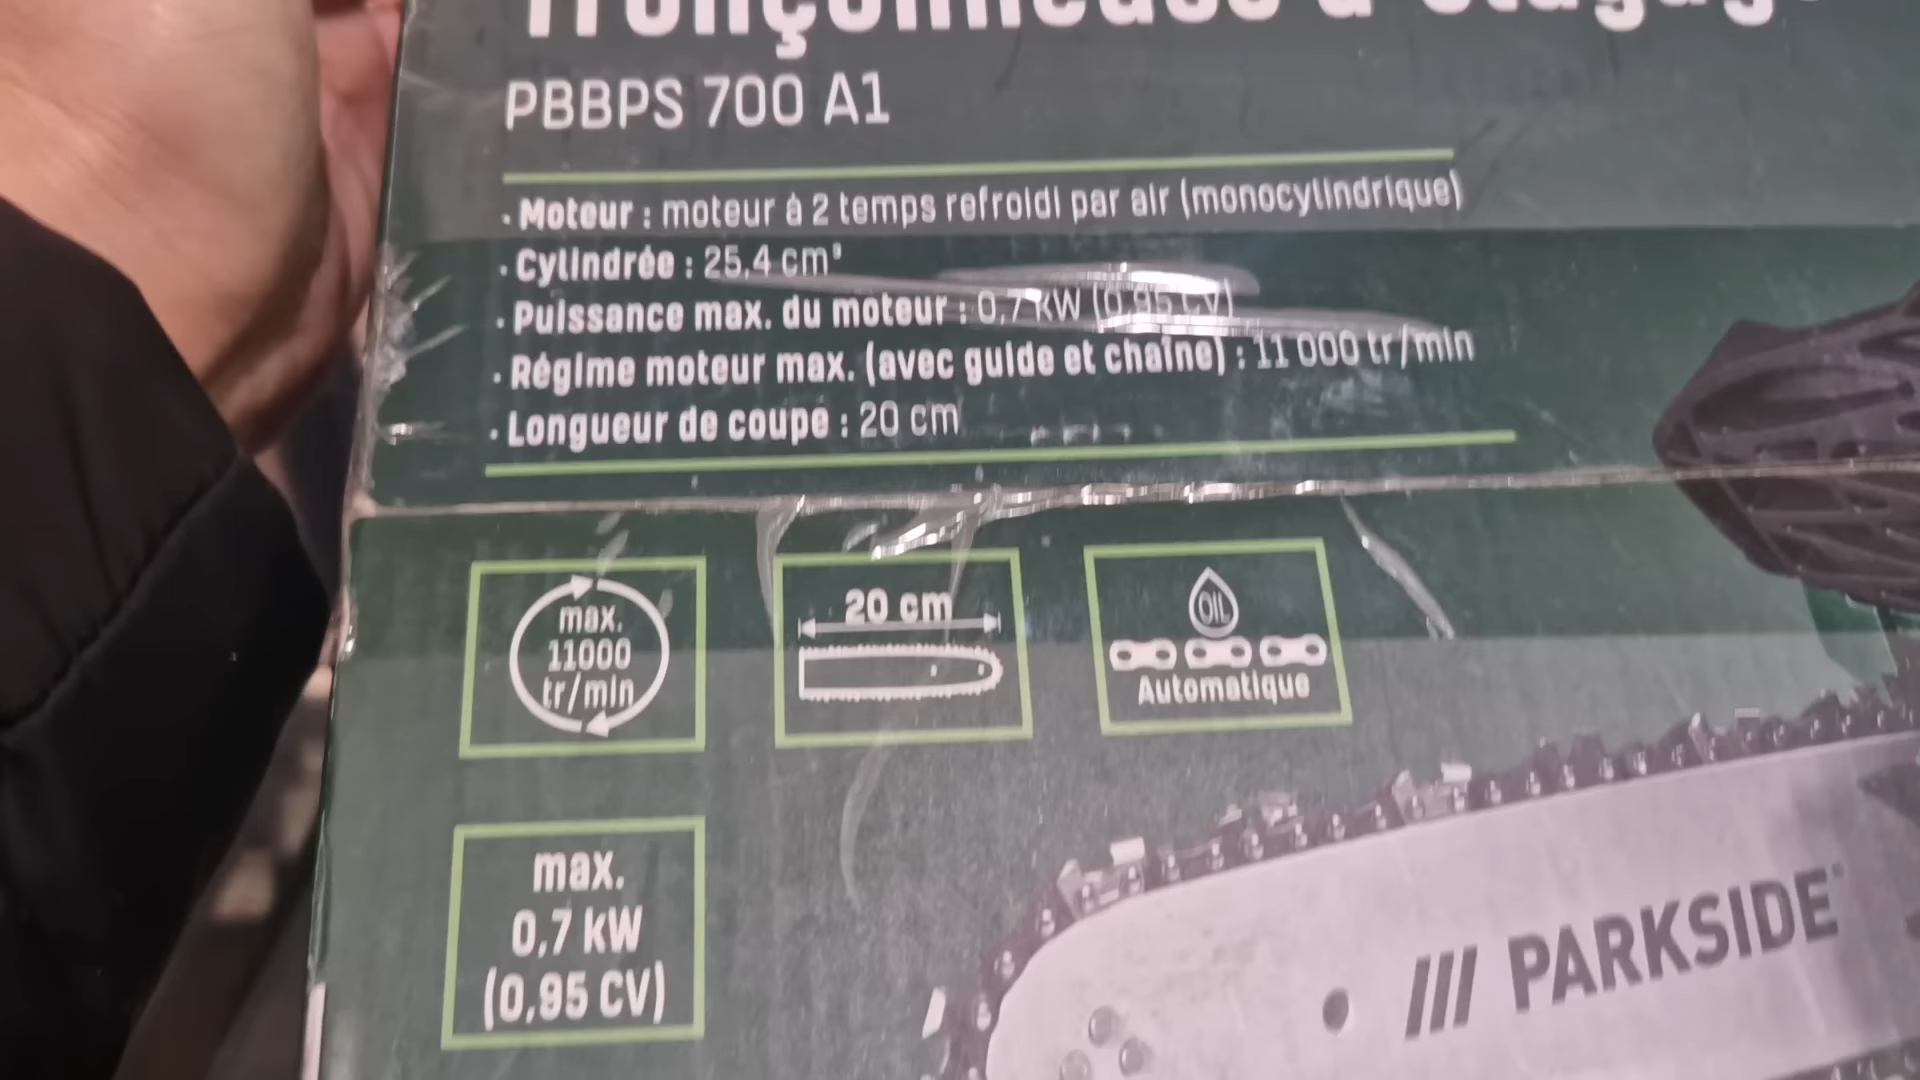 Tronçonneuse à élagage
PBBPS 700 A1
· Moteur : moteur à 2 temps refroidi par air (monocylindrique)
· Cylindrée : 25,4 cm³
· Puissance max. du moteur : 0,7 kW (0,95 CV)
· Régime moteur max. (avec guide et chaîne) : 11 000 tr/min
· Longueur de coupe : 20 cm
max.
11000
tr/min
20 cm
OIL
Automatique
max.
0,7 kW
(0,95 CV)
/// PARKSIDE